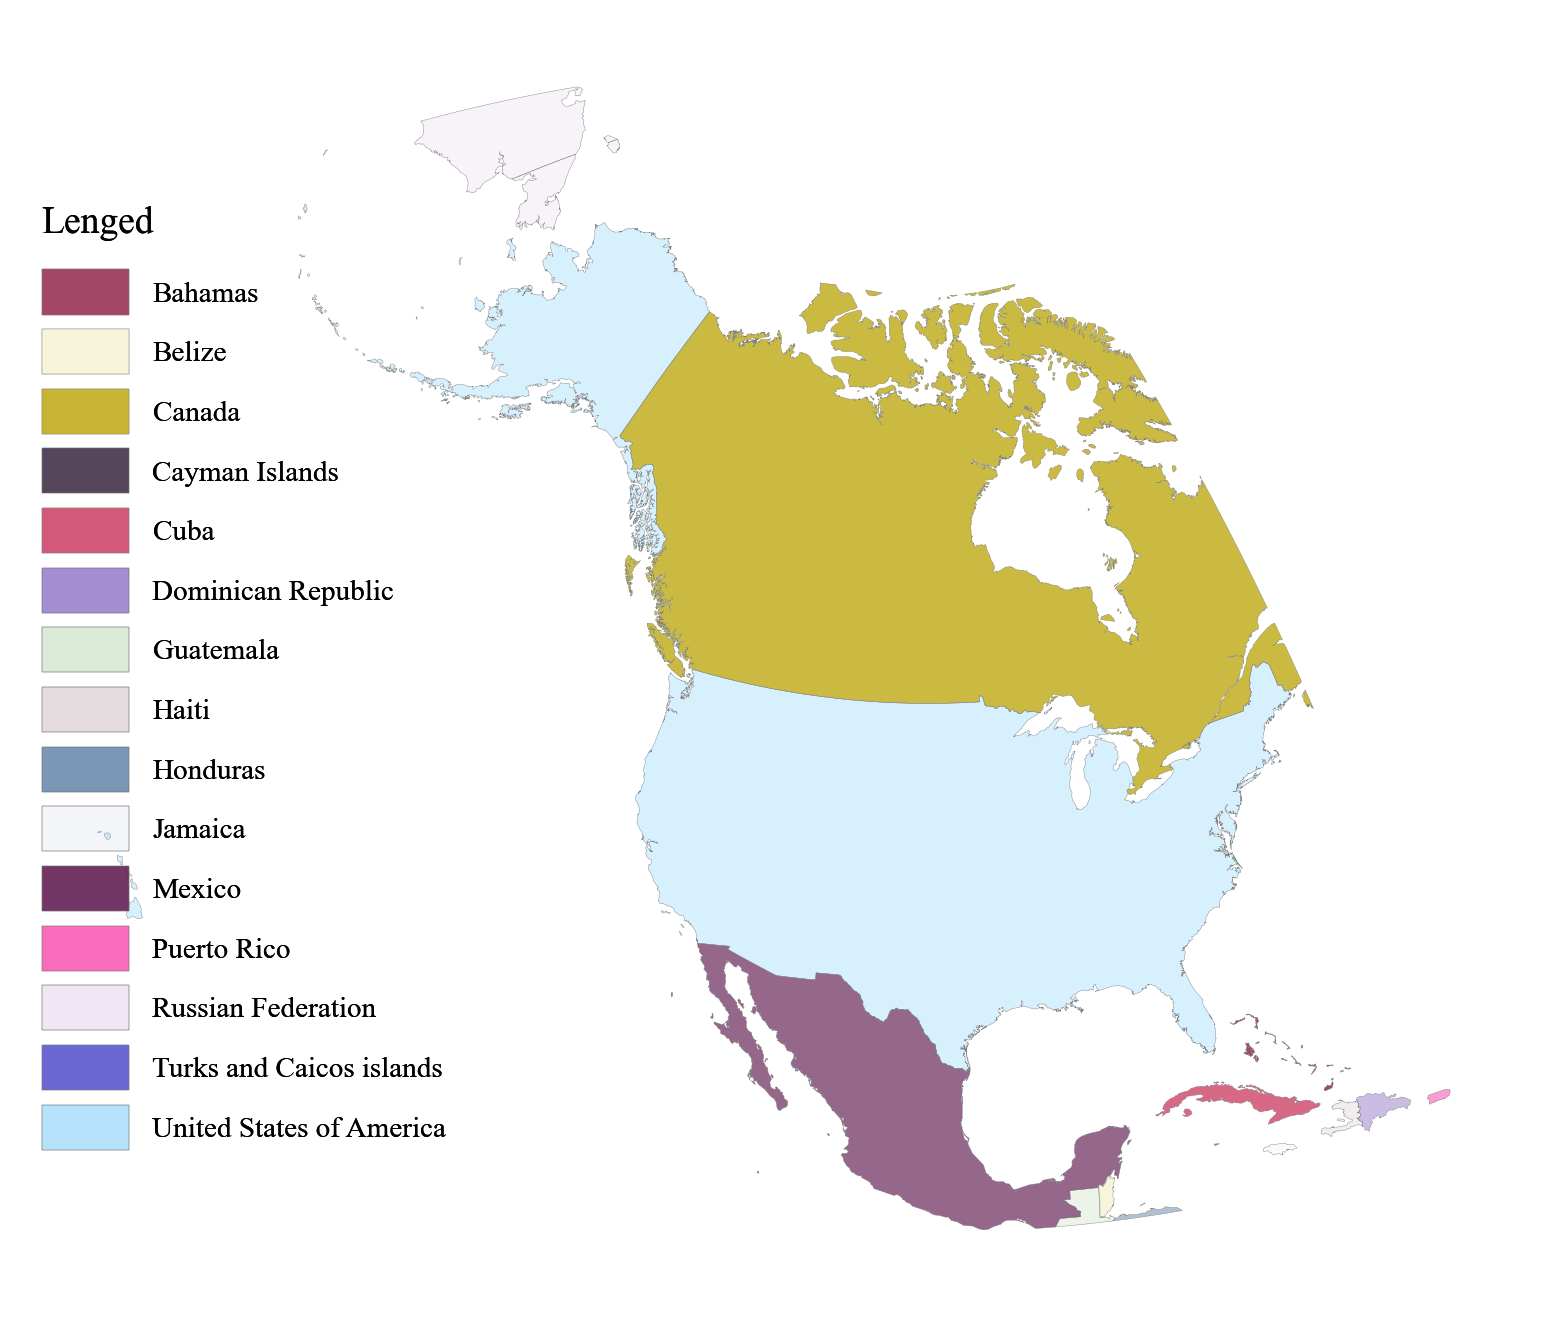 Lenged
Bahamas
Belize
Canada
Cayman Islands
Cuba
Dominican Republic
Guatemala
Haiti
Honduras
Jamaica
Mexico
Puerto Rico
Russian Federation
Turks and Caicos islands
United States of America